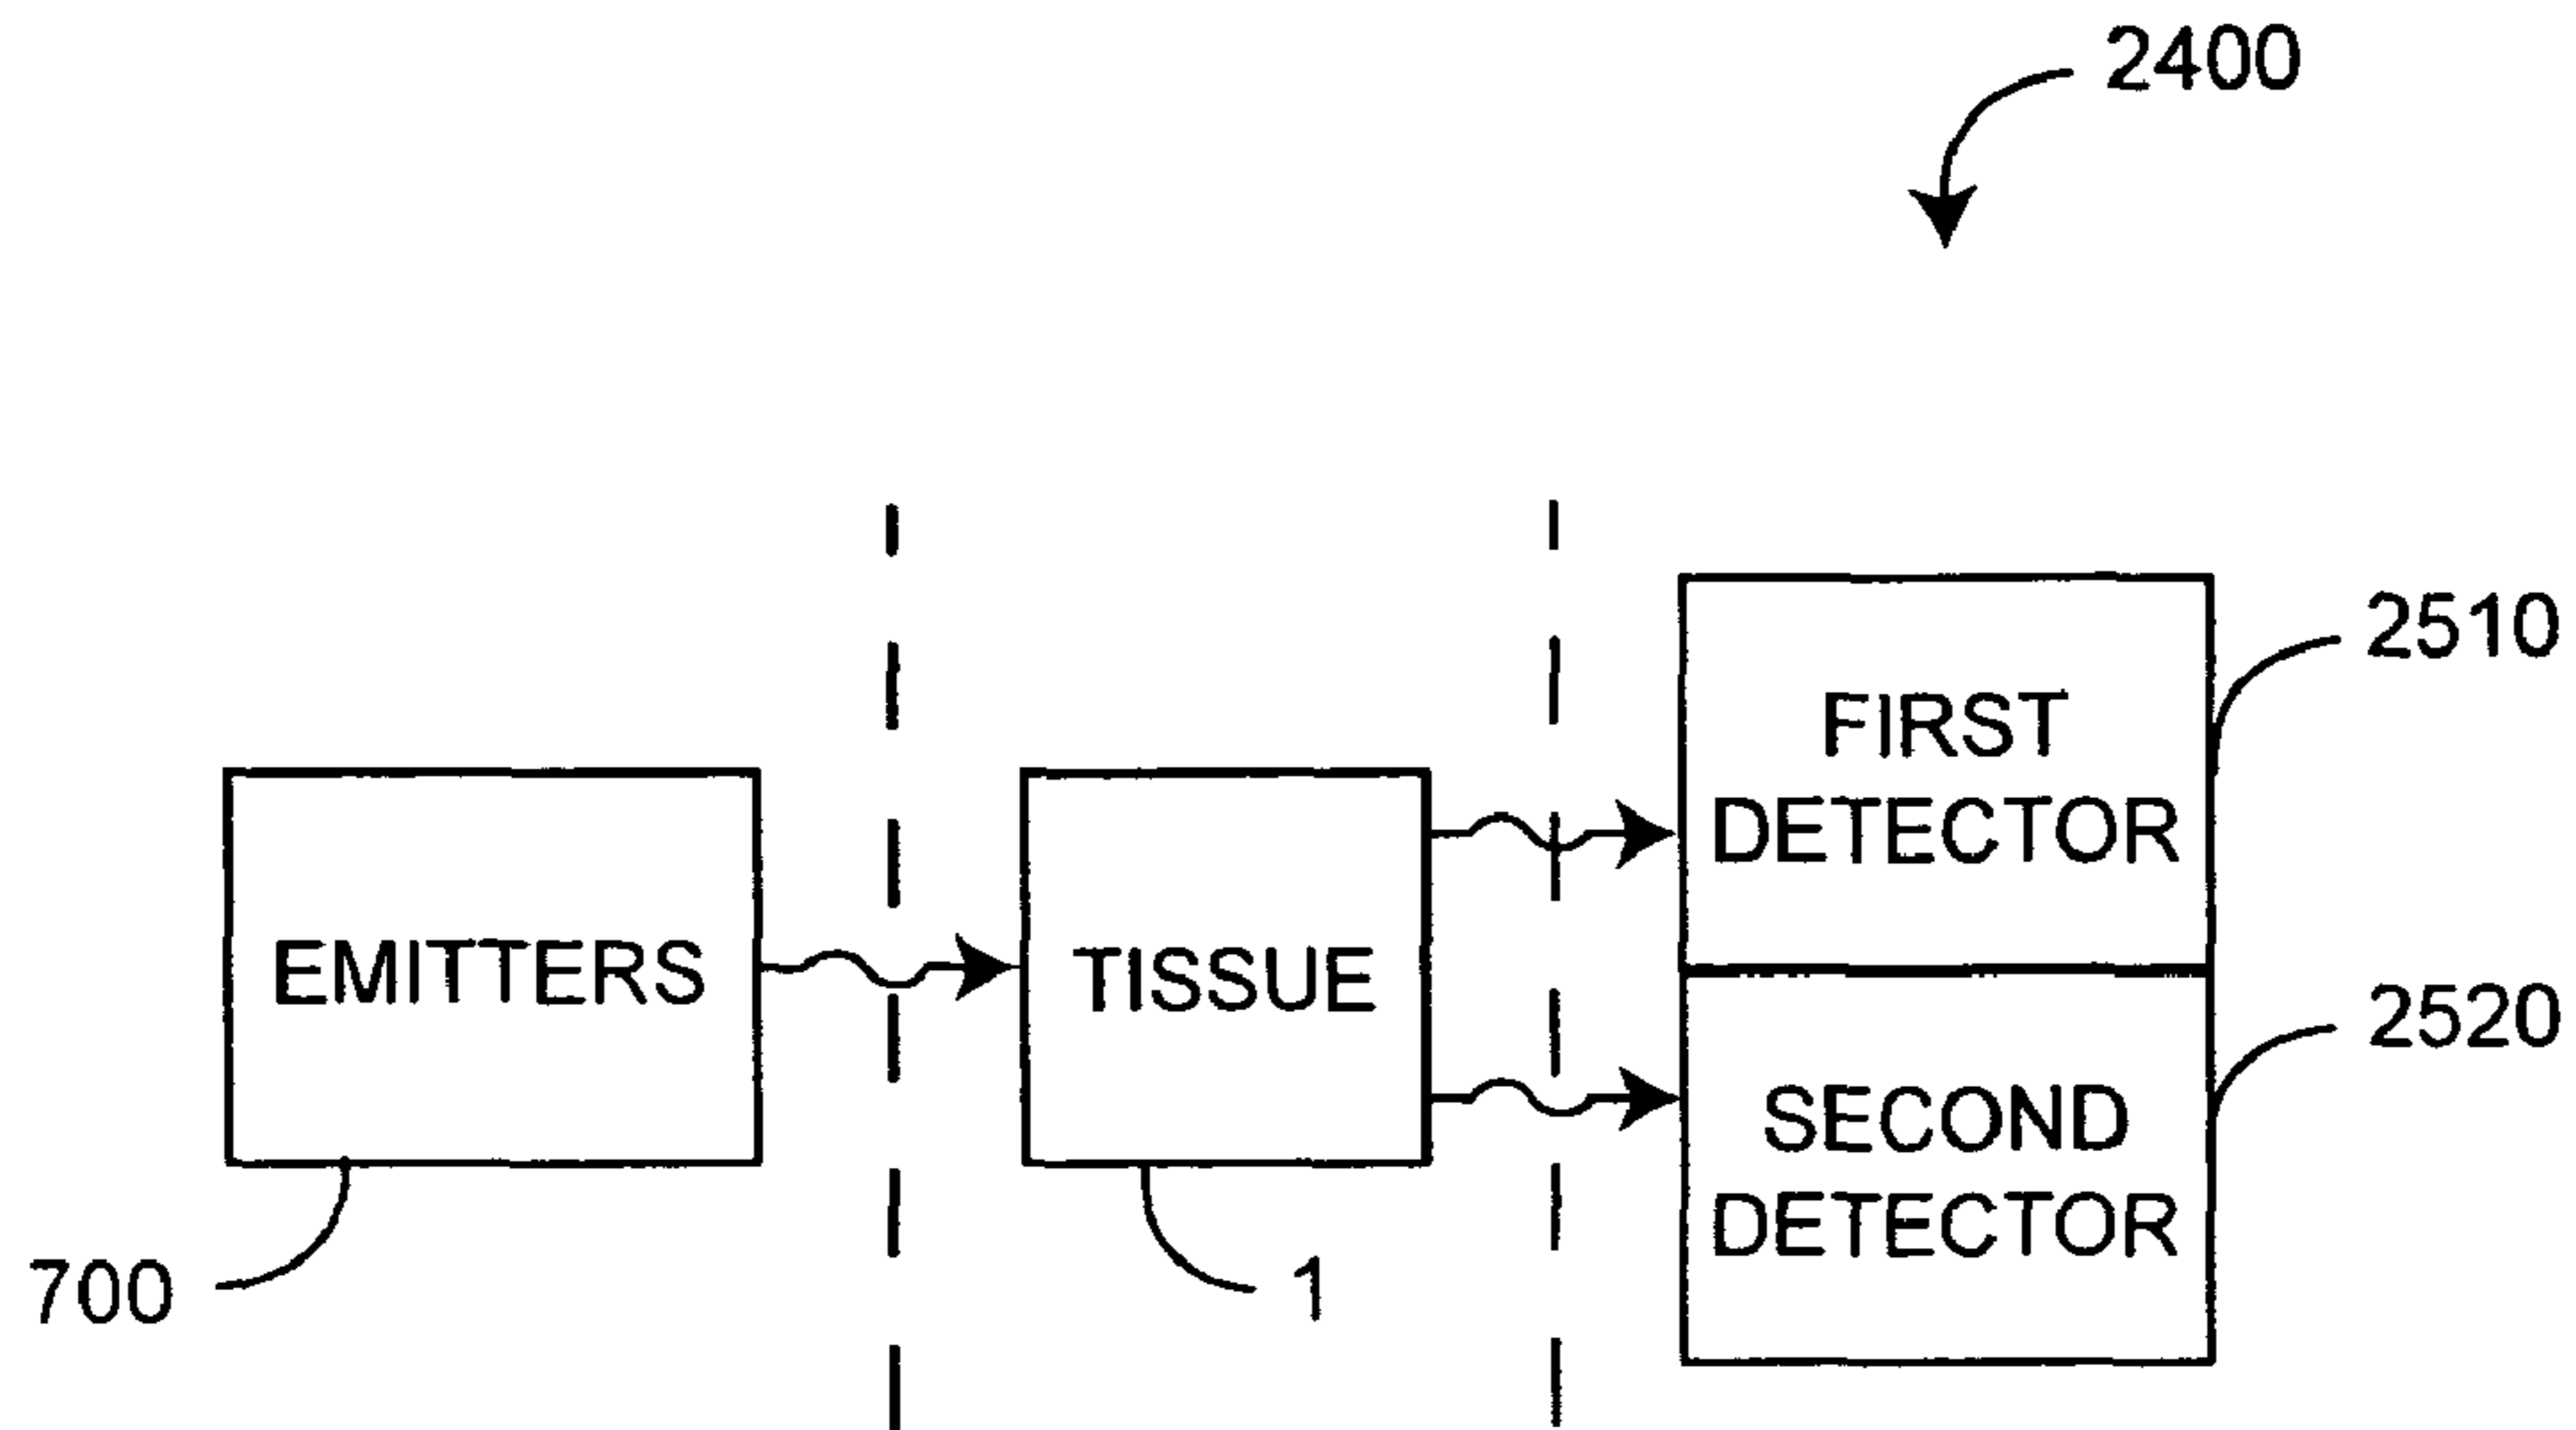 2400
FIRST
DETECTOR
2510
EMITTERS
TISSUE
SECOND
DETECTOR
2520
700
1